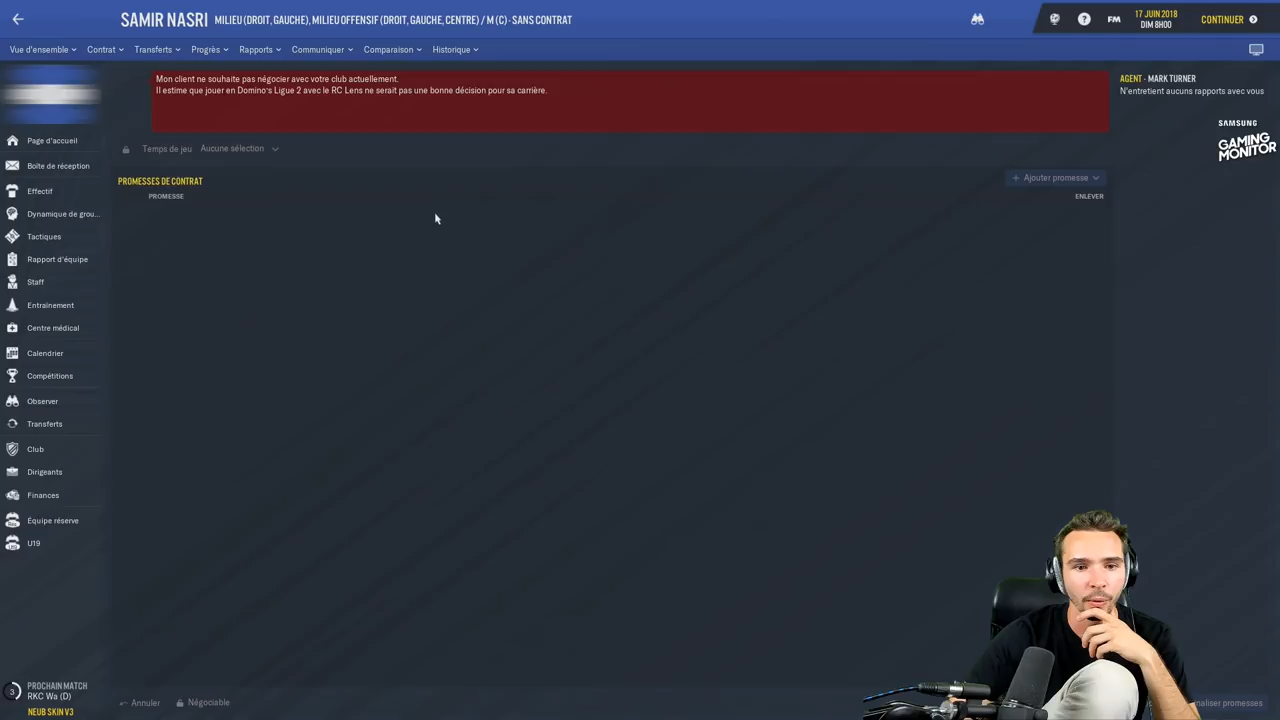 SAMIR NASRI MILIEU (DROIT, GAUCHE), MILIEU OFFENSIF (DROIT, GAUCHE, CENTRE) / M (C) - SANS CONTRAT
FM
17 JUIN 2018
DIM 8H00
CONTINUER
Vue d'ensemble Contrat Transferts Progrès Rapports Communiquer Comparaison Historique
Mon client ne souhaite pas négocier avec votre club actuellement.
Il estime que jouer en Domino's Ligue 2 avec le RC Lens ne serait pas une bonne décision pour sa carrière.
AGENT - MARK TURNER
N'entretient aucuns rapports avec vous
SAMSUNG
GAMING
MONITOR
Temps de jeu Aucune sélection
PROMESSES DE CONTRAT
+ Ajouter promesse
PROMESSE
ENLEVER
Page d'accueil
Boîte de réception
Effectif
Dynamique de grou...
Tactiques
Rapport d'équipe
Staff
Entraînement
Centre médical
Calendrier
Compétitions
Observer
Transferts
Club
Dirigeants
Finances
Équipe réserve
U19
3
PROCHAIN MATCH
RKC Wa (D)
NEUB SKIN V3
Annuler
Négociable
naliser promesses